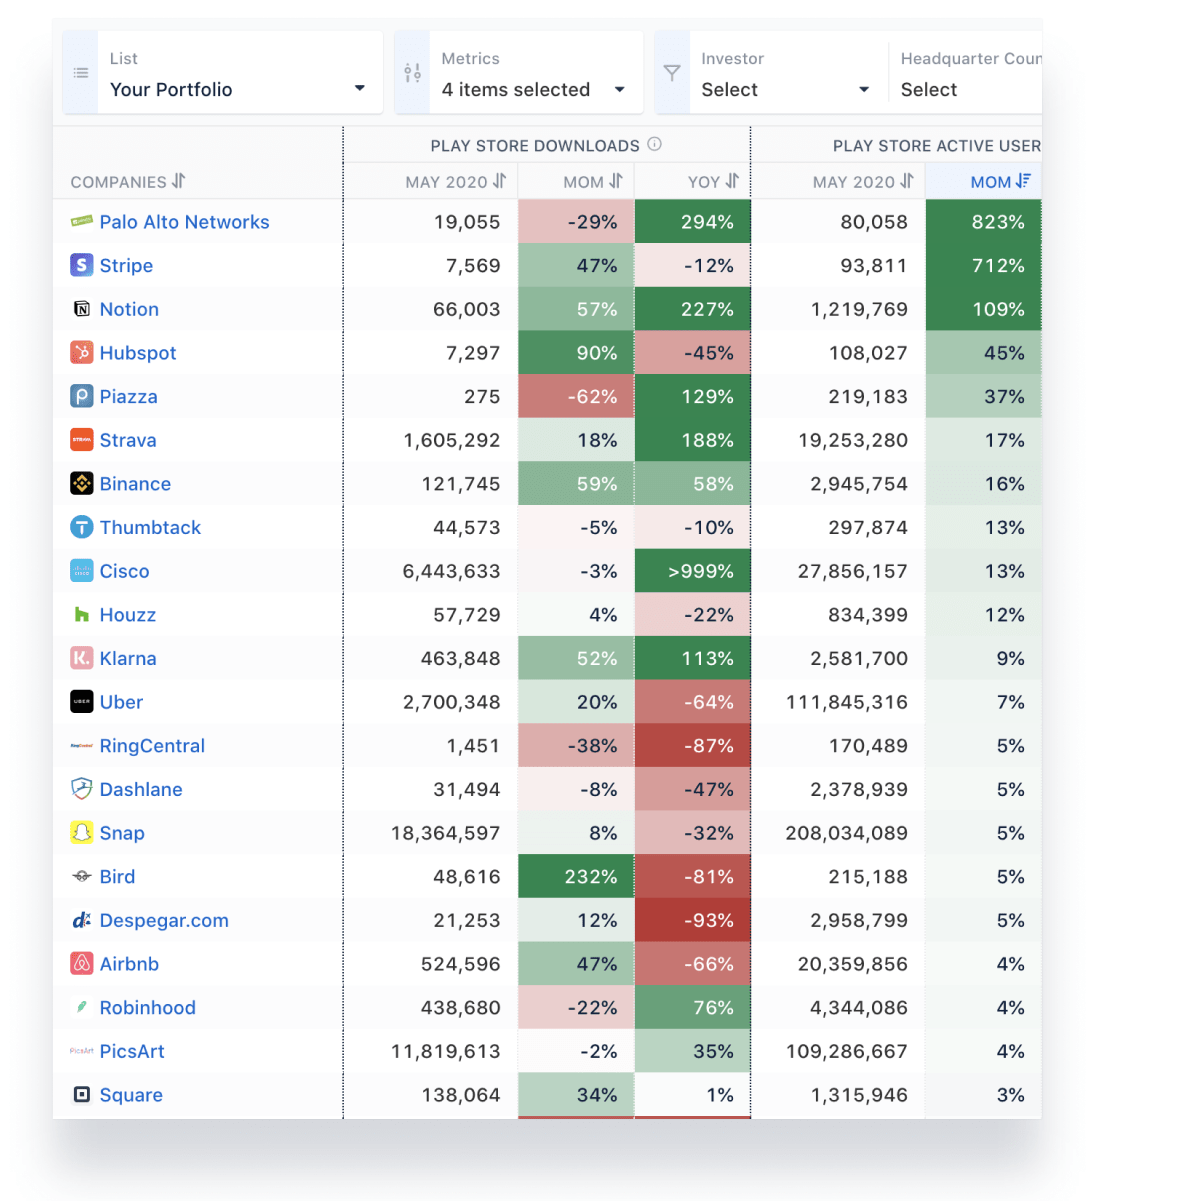 List
Your Portfolio
Metrics
4 items selected
Investor
Select
Headquarter Coun
Select
PLAY STORE DOWNLOADS
PLAY STORE ACTIVE USER
COMPANIES MAY 2020 MOM YOY MAY 2020 MOM
Palo Alto Networks 19,055 -29% 294% 80,058 823%
Stripe 7,569 47% -12% 93,811 712%
Notion 66,003 57% 227% 1,219,769 109%
Hubspot 7,297 90% -45% 108,027 45%
Piazza 275 -62% 129% 219,183 37%
STRAVA Strava 1,605,292 18% 188% 19,253,280 17%
Binance 121,745 59% 58% 2,945,754 16%
Thumbtack 44,573 -5% -10% 297,874 13%
CISCO Cisco 6,443,633 -3% >999% 27,856,157 13%
Houzz 57,729 4% -22% 834,399 12%
K. Klarna 463,848 52% 113% 2,581,700 9%
UBER Uber 2,700,348 20% -64% 111,845,316 7%
RingCentral RingCentral 1,451 -38% -87% 170,489 5%
Dashlane 31,494 -8% -47% 2,378,939 5%
Snap 18,364,597 8% -32% 208,034,089 5%
Bird 48,616 232% -81% 215,188 5%
Despegar.com 21,253 12% -93% 2,958,799 5%
Airbnb 524,596 47% -66% 20,359,856 4%
Robinhood 438,680 -22% 76% 4,344,086 4%
PicsArt PicsArt 11,819,613 -2% 35% 109,286,667 4%
Square 138,064 34% 1% 1,315,946 3%